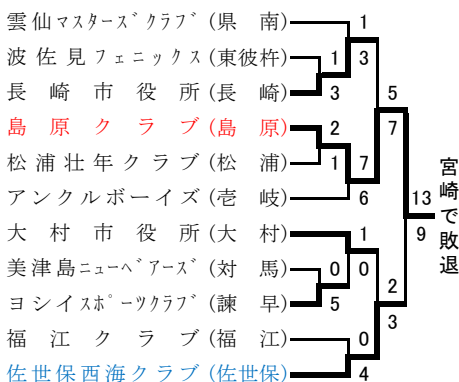 雲仙マスターズクラブ(県 南) 1
波佐見フェニックス(東彼杵) 1 3
長崎市役所(長 崎) 3 5
島原クラブ(島 原) 2 7
松浦壮年クラブ(松 浦) 1 7
アンクルボーイズ(壱 岐) 6 13
大村市役所(大 村) 1 9
美津島ニューベアーズ(対 馬) 0 0
ヨシイスポーツクラブ(諫 早) 5 2
福江クラブ(福 江) 0 3
佐世保西海クラブ(佐世保) 4
宮崎で敗退